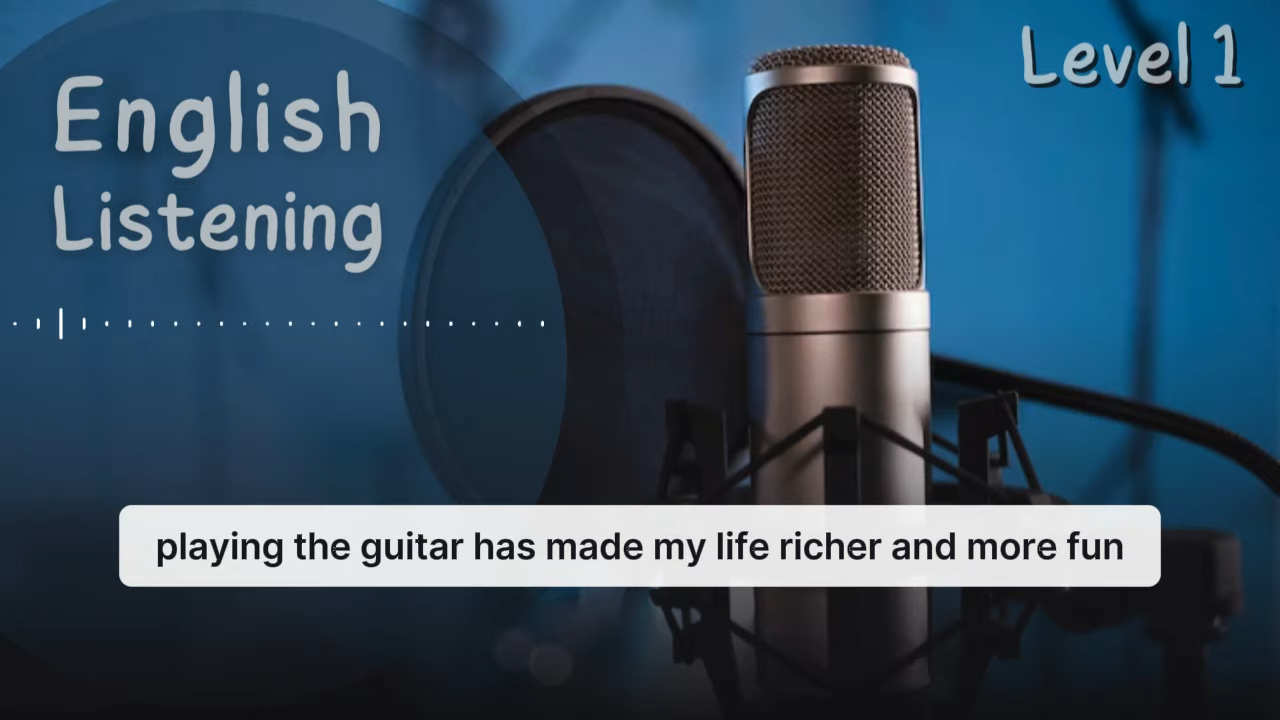 English
Listening
Level 1
playing the guitar has made my life richer and more fun